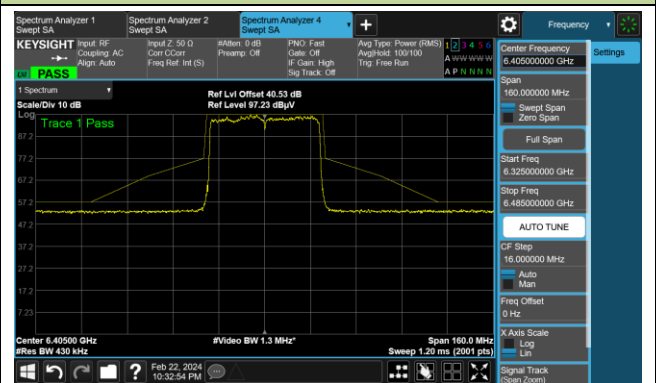 Spectrum Analyzer 1
Swept SA
Spectrum Analyzer 2
Swept SA
Spectrum Analyzer 4
Swept SA
Frequency
KEYSIGHT
Input: RF
Coupling: AC
Align: Auto
Input Z: 50 Ω
Corr CCorr
Freq Ref: Int (S)
#Atten: 0 dB
Preamp: Off
PNO: Fast
Gate: Off
IF Gain: High
Sig Track: Off
Avg Type: Power (RMS)
Avg|Hold: 100/100
Trig: Free Run
1 2 3 4 5 6
A W W W W W
A P N N N N
LXI
PASS
1 Spectrum
Scale/Div 10 dB
Ref Lvl Offset 40.53 dB
Ref Level 97.23 dBµV
Log
Trace 1 Pass
87.2
77.2
67.2
57.2
47.2
37.2
27.2
17.2
7.23
Center 6.40500 GHz
#Res BW 430 kHz
#Video BW 1.3 MHz*
Span 160.0 MHz
Sweep 1.20 ms (2001 pts)
Feb 22, 2024
10:32:54 PM
Center Frequency
6.405000000 GHz
Settings
Span
160.000000 MHz
Swept Span
Zero Span
Full Span
Start Freq
6.325000000 GHz
Stop Freq
6.485000000 GHz
AUTO TUNE
CF Step
16.000000 MHz
Auto
Man
Freq Offset
0 Hz
X Axis Scale
Log
Lin
Signal Track
(Span Zoom)